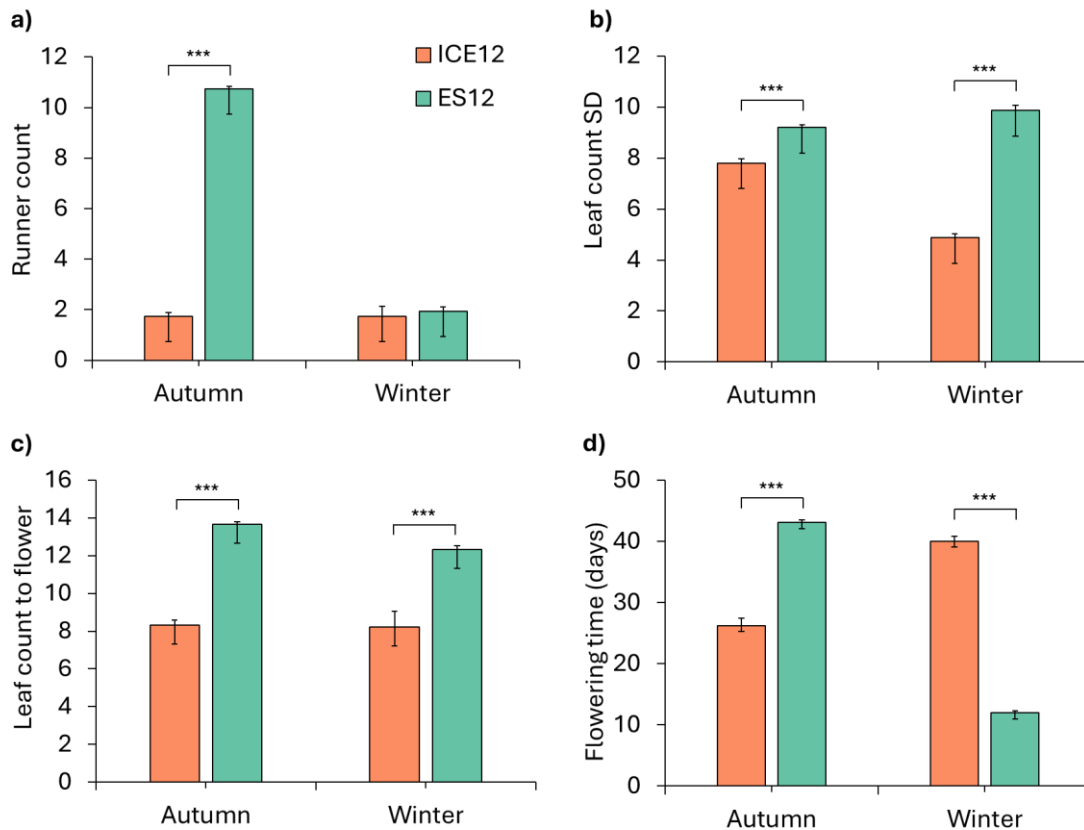 a)
***
ICE12
ES12
Runner count
12
10
8
6
4
2
0
Autumn
Winter
b)
***
***
Leaf count SD
12
10
8
6
4
2
0
Autumn
Winter
c)
***
***
Leaf count to flower
16
14
12
10
8
6
4
2
0
Autumn
Winter
d)
***
***
Flowering time (days)
50
40
30
20
10
0
Autumn
Winter